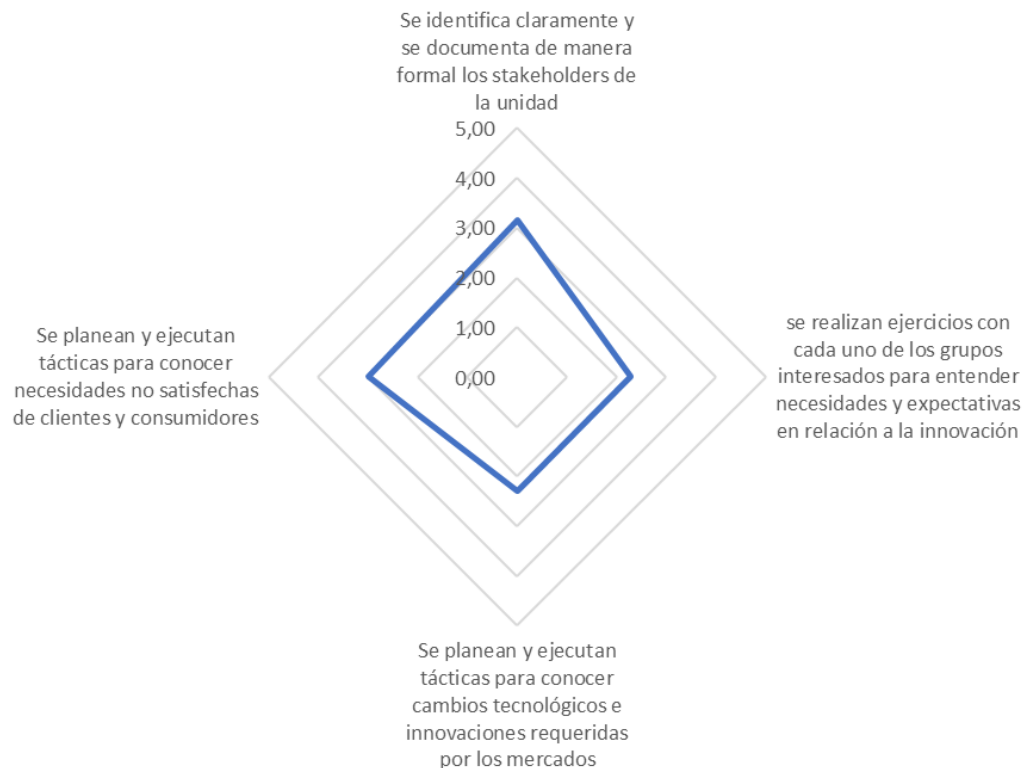 Se identifica claramente y
se documenta de manera
formal los stakeholders de
la unidad
5,00
4,00
3,00
2,00
1,00
0,00
se realizan ejercicios con
cada uno de los grupos
interesados para entender
necesidades y expectativas
en relación a la innovación
Se planean y ejecutan
tácticas para conocer
cambios tecnológicos e
innovaciones requeridas
por los mercados
Se planean y ejecutan
tácticas para conocer
necesidades no satisfechas
de clientes y consumidores